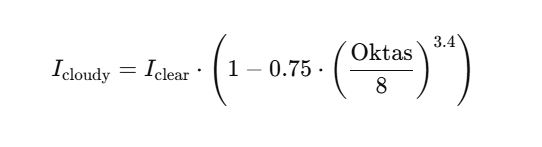 I_cloudy = I_clear · (1 − 0.75 · (Oktas/8)^3.4)